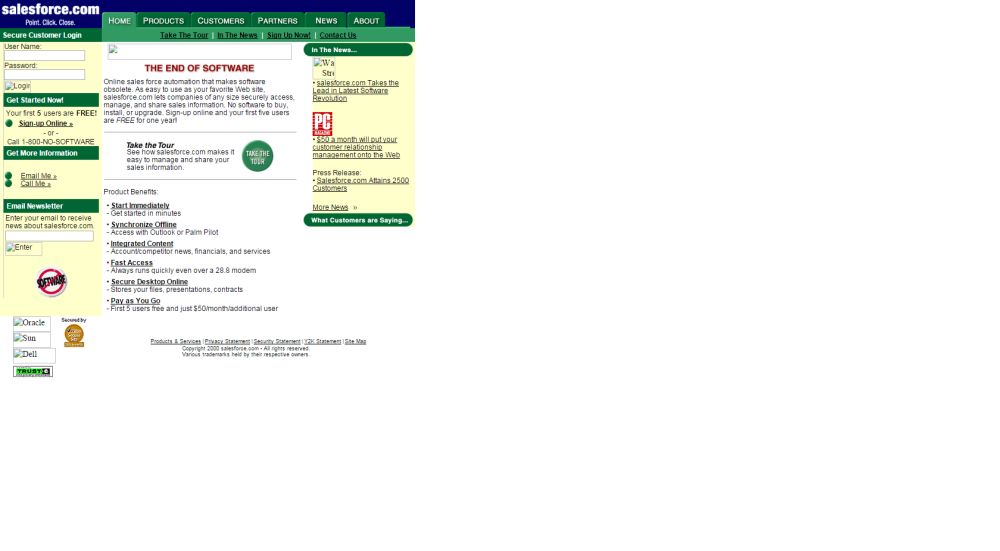 salesforce.com
Point. Click. Close.
HOME PRODUCTS CUSTOMERS PARTNERS NEWS ABOUT
Take The Tour | In The News | Sign Up Now! | Contact Us
Secure Customer Login
User Name:
Password:
Login
Get Started Now!
Your first 5 users are FREE!
Sign-up Online »
- or -
Call 1-800-NO-SOFTWARE
Get More Information
Email Me »
Call Me »
Email Newsletter
Enter your email to receive
news about salesforce.com.
Enter
SOFTWARE
Oracle
Sun
Dell
Secured by
TRUST
THE END OF SOFTWARE
Online sales force automation that makes software
obsolete. As easy to use as your favorite Web site,
salesforce.com lets companies of any size securely access,
manage, and share sales information. No software to buy,
install, or upgrade. Sign-up online and your first five users
are FREE for one year!
Take the Tour
See how salesforce.com makes it
easy to manage and share your
sales information.
TAKE THE
TOUR
Product Benefits:
• Start Immediately
- Get started in minutes
• Synchronize Offline
- Access with Outlook or Palm Pilot
• Integrated Content
- Account/competitor news, financials, and services
• Fast Access
- Always runs quickly even over a 28.8 modem
• Secure Desktop Online
- Stores your files, presentations, contracts
• Pay as You Go
- First 5 users free and just $50/month/additional user
In The News...
Wa
Stre
• salesforce.com Takes the
Lead in Latest Software
Revolution
PC
MAGAZINE
• $50 a month will put your
customer relationship
management onto the Web
Press Release:
• Salesforce.com Attains 2500
Customers
More News »
What Customers are Saying...
Products & Services | Privacy Statement | Security Statement | Y2K Statement | Site Map
Copyright 2000 salesforce.com - All rights reserved.
Various trademarks held by their respective owners.